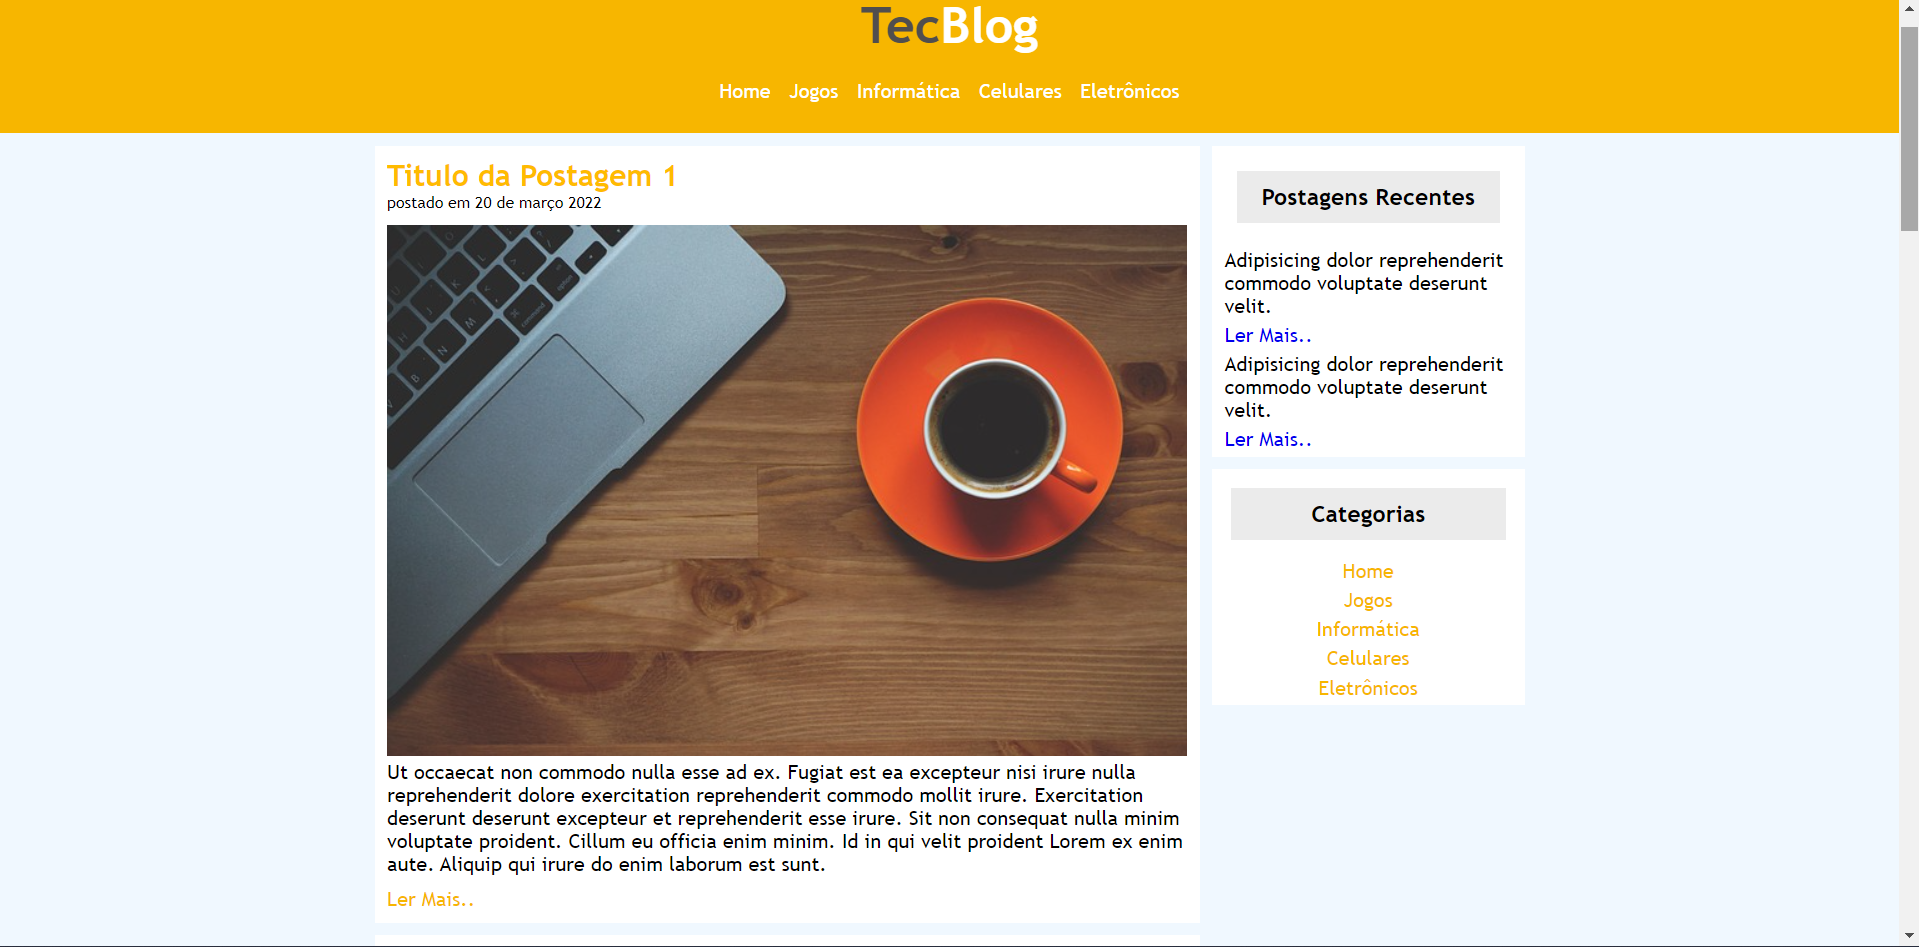 TecBlog
Home Jogos Informática Celulares Eletrônicos
Titulo da Postagem 1
postado em 20 de março 2022
command
option
Ut occaecat non commodo nulla esse ad ex. Fugiat est ea excepteur nisi irure nulla
reprehenderit dolore exercitation reprehenderit commodo mollit irure. Exercitation
deserunt deserunt excepteur et reprehenderit esse irure. Sit non consequat nulla minim
voluptate proident. Cillum eu officia enim minim. Id in qui velit proident Lorem ex enim
aute. Aliquip qui irure do enim laborum est sunt.
Ler Mais..
Postagens Recentes
Adipisicing dolor reprehenderit
commodo voluptate deserunt
velit.
Ler Mais..
Adipisicing dolor reprehenderit
commodo voluptate deserunt
velit.
Ler Mais..
Categorias
Home
Jogos
Informática
Celulares
Eletrônicos